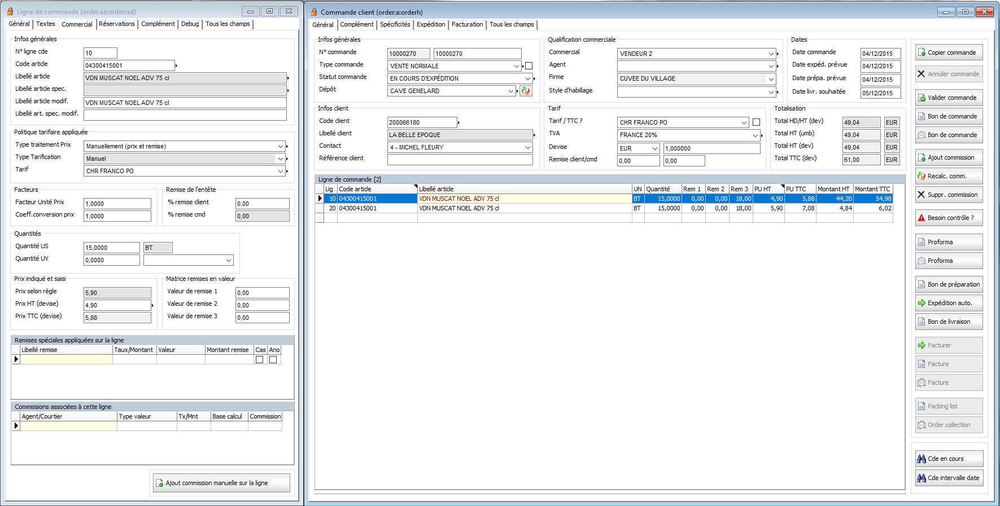 Ligne de commande (order:aa:orderrad)
Général Textes Commercial Réservations Complément Debug Tous les champs
Infos générales
N° ligne cde 10
Code article 04300415001
Libellé article VDN MUSCAT NOEL ADV 75 cl
Libellé article spec.
Libellé article modif. VDN MUSCAT NOEL ADV 75 cl
Libellé art. spec. modif.
Politique tarifaire appliquée
Type traitement Prix Manuellement (prix et remise)
Type Tarification Manuel
Tarif CHR FRANCO PO
Facteurs
Facteur Unité Prix 1,0000
Coeff.conversion prix 1,0000
Remise de l'entête
% remise client 0,00
% remise cmd 0,00
Quantités
Quantité US 15,0000 BT
Quantité UV 0,0000
Prix indiqué et saisi
Prix selon règle 5,90
Prix HT (devise) 4,90
Prix TTC (devise) 5,88
Matrice remises en valeur
Valeur de remise 1 0,00
Valeur de remise 2 0,00
Valeur de remise 3 0,00
Remises spéciales appliquées sur la ligne
Libellé remise Taux/Montant Valeur Montant remise Cas Ano
Commissions associées à cette ligne
Agent/Courtier Type valeur Tx/Mnt Base calcul Commission
Ajout commission manuelle sur la ligne
Commande client (order:a:orderh)
Général Complément Spécificités Expédition Facturation Tous les champs
Infos générales
N° commande 10000270 10000270
Type commande VENTE NORMALE
Statut commande EN COURS D'EXPÉDITION
Dépôt CAVE GENELARD
Qualification commerciale
Commercial VENDEUR 2
Agent
Firme CUVEE DU VILLAGE
Style d'habillage
Dates
Date commande 04/12/2015
Date expéd. prévue 04/12/2015
Date prépa. prévue 04/12/2015
Date livr. souhaitée 05/12/2015
Infos client
Code client 200066180
Libellé client LA BELLE EPOQUE
Contact 4 - MICHEL FLEURY
Référence client
Tarif
Tarif / TTC ? CHR FRANCO PO
TVA FRANCE 20%
Devise EUR 1,000000
Remise client/cmd 0,00 0,00
Totalisation
Total HD/HT (dev) 49,04 EUR
Total HT (umb) 49,04 EUR
Total HT (dev) 49,04 EUR
Total TTC (dev) 61,00 EUR
Ligne de commande [2]
Lig Code article Libellé article UN Quantité Rem 1 Rem 2 Rem 3 PU HT PU TTC Montant HT Montant TTC
10 04300415001 VDN MUSCAT NOEL ADV 75 cl BT 15,0000 0,00 0,00 18,00 4,90 5,88 44,20 54,98
20 04300415001 VDN MUSCAT NOEL ADV 75 cl BT 15,0000 0,00 0,00 18,00 5,90 7,08 4,84 6,02
Copier commande
Annuler commande
Valider commande
Bon de commande
Bon de commande
Ajout commission
Recalc. comm.
Suppr. commission
Besoin contrôle ?
Proforma
Proforma
Bon de préparation
Expédition auto.
Bon de livraison
Facturer
Facture
Facture
Packing list
Order collection
Cde en cours
Cde intervalle date